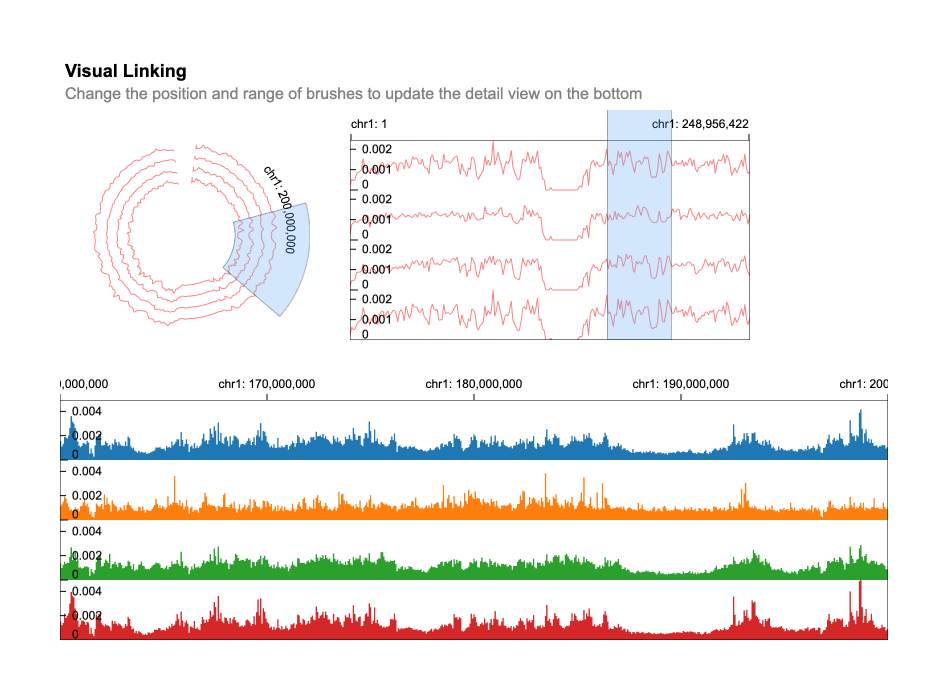 Visual Linking
Change the position and range of brushes to update the detail view on the bottom
chr1: 200,000,000
chr1: 1
chr1: 248,956,422
0.002
0.001
0
0.002
0.001
0
0.002
0.001
0
0.002
0.001
0
0,000,000
chr1: 170,000,000
chr1: 180,000,000
chr1: 190,000,000
chr1: 200
0.004
0.002
0
0.004
0.002
0
0.004
0.002
0
0.004
0.002
0